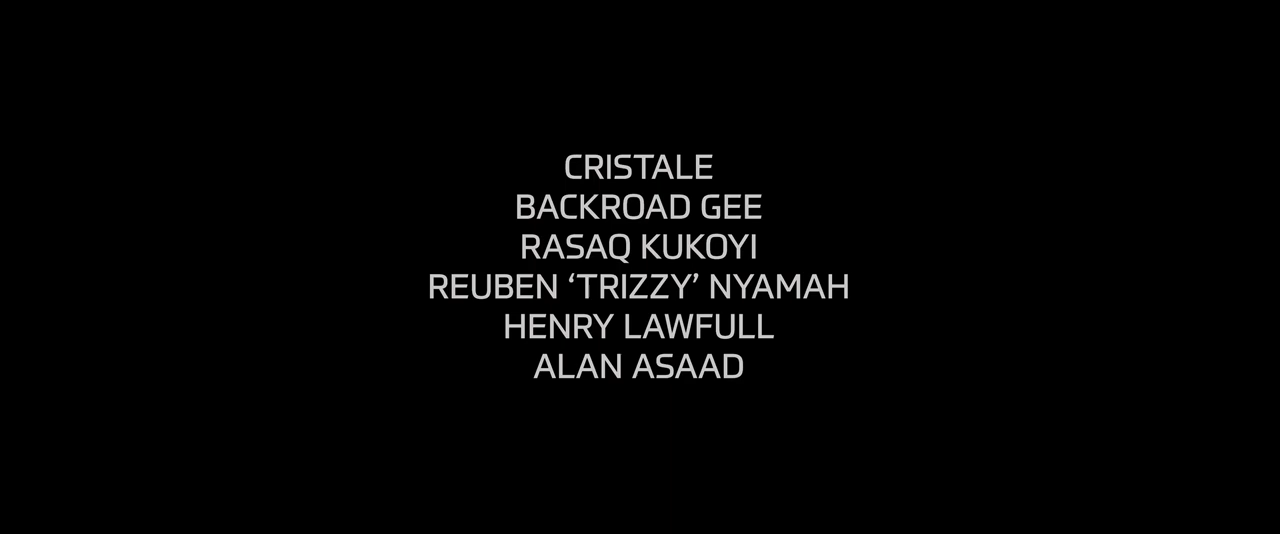 CRISTALE
BACKROAD GEE
RASAQ KUKOYI
REUBEN ‘TRIZZY’ NYAMAH
HENRY LAWFULL
ALAN ASAAD